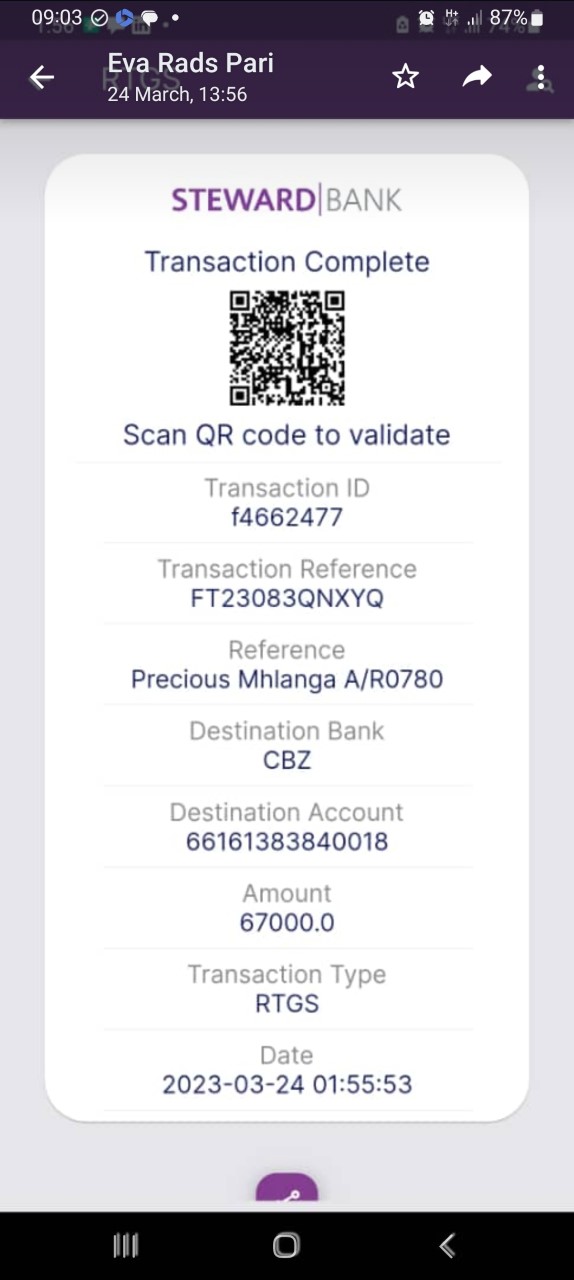 09:03 87%
Eva Rads Pari
24 March, 13:56
STEWARD|BANK
Transaction Complete
Scan QR code to validate
Transaction ID
f4662477
Transaction Reference
FT23083QNXYQ
Reference
Precious Mhlanga A/R0780
Destination Bank
CBZ
Destination Account
66161383840018
Amount
67000.0
Transaction Type
RTGS
Date
2023-03-24 01:55:53